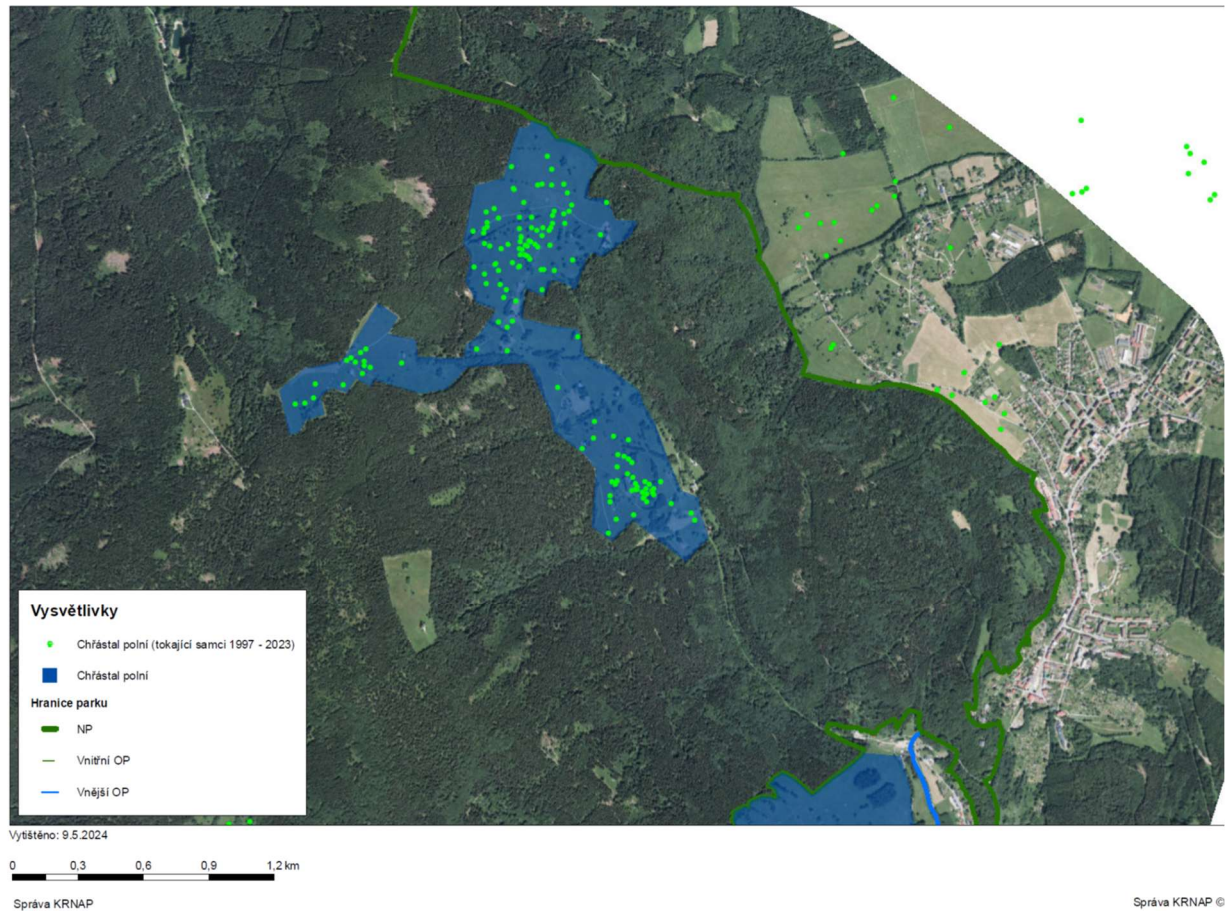 Vysvětlivky
Chřástal polní (tokající samci 1997 - 2023)
Chřástal polní
Hranice parku
NP
Vnitřní OP
Vnější OP
Vytištěno: 9.5.2024
0 0,3 0,6 0,9 1,2 km
Správa KRNAP
Správa KRNAP ©